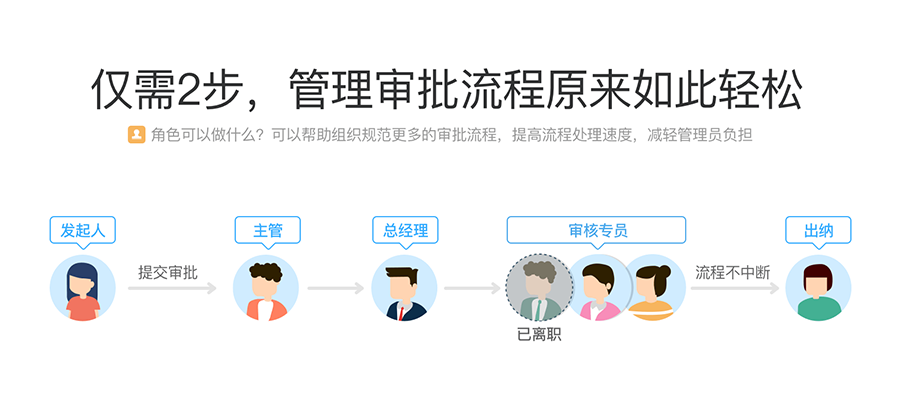 仅需2步，管理审批流程原来如此轻松
角色可以做什么？可以帮助组织规范更多的审批流程，提高流程处理速度，减轻管理员负担
发起人
主管
总经理
审核专员
出纳
提交审批
流程不中断
已离职